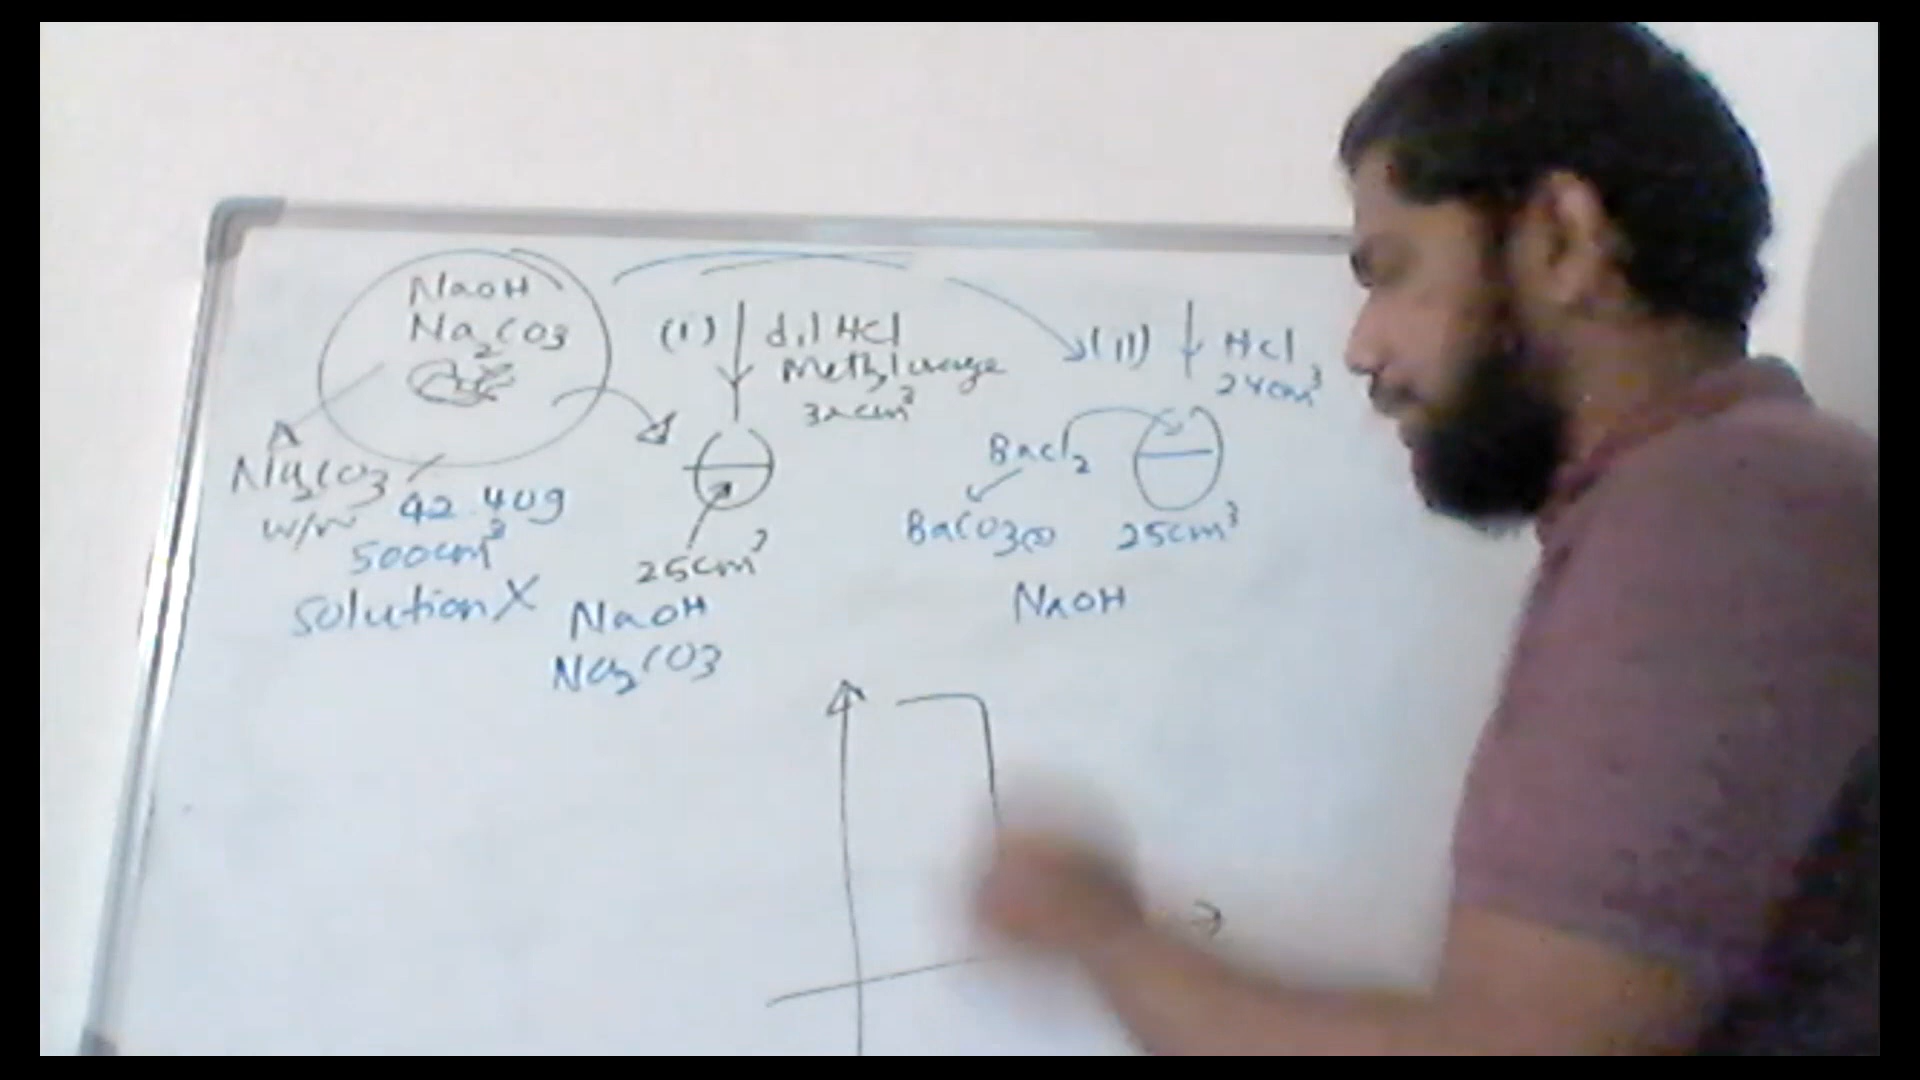 NaOH
Na2CO3
Na2CO3
w/w
42.40g
500cm3
Solution X
(i) dil HCl
Methyl orange
32cm3
25cm3
NaOH
Na2CO3
(ii) HCl
24cm3
BaCl2
BaCO3(s)
25cm3
NaOH